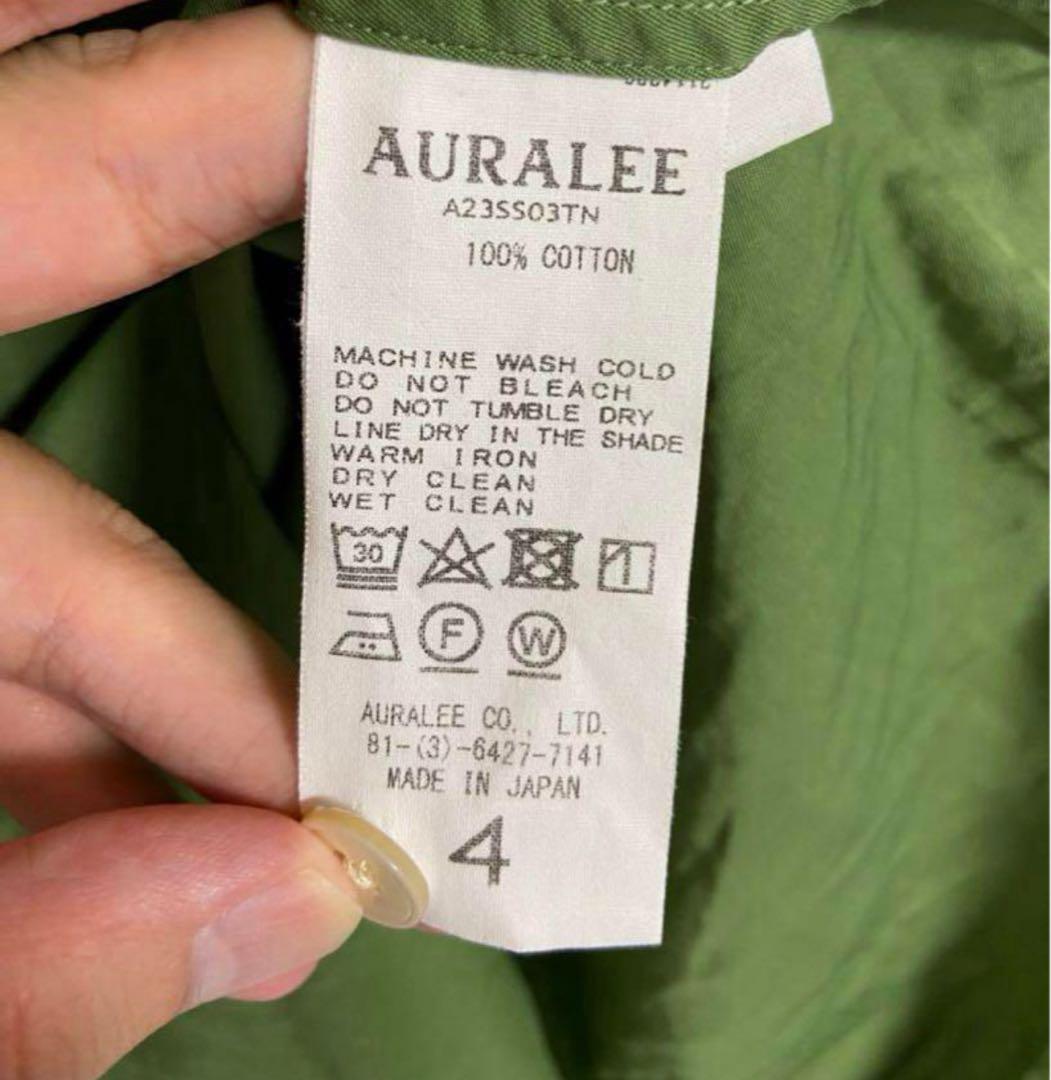 AURALEE
A23SS03TN
100% COTTON
MACHINE WASH COLD
DO NOT BLEACH
DO NOT TUMBLE DRY
LINE DRY IN THE SHADE
WARM IRON
DRY CLEAN
WET CLEAN
30
F W
AURALEE CO., LTD.
81-(3)-6427-7141
MADE IN JAPAN
4